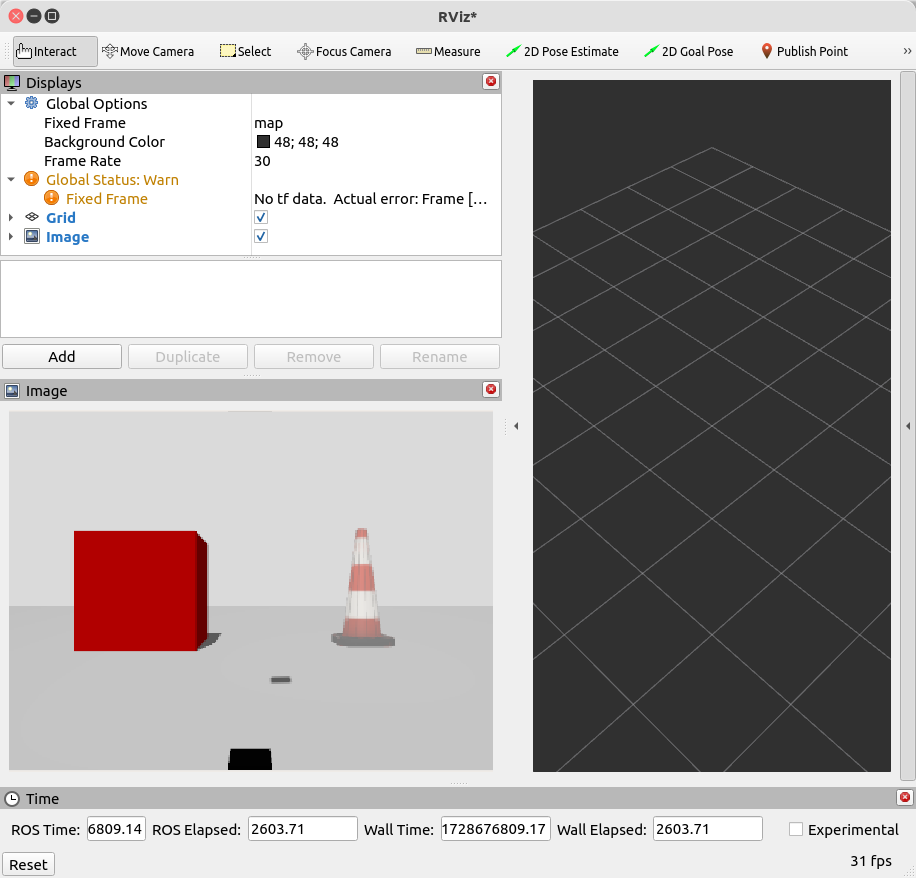 RViz*
Interact Move Camera Select Focus Camera Measure 2D Pose Estimate 2D Goal Pose Publish Point »
Displays
Global Options
Fixed Frame map
Background Color 48; 48; 48
Frame Rate 30
Global Status: Warn
Fixed Frame No tf data.  Actual error: Frame [...
Grid
Image
Add Duplicate Remove Rename
Image
Time
ROS Time: 6809.14 ROS Elapsed: 2603.71 Wall Time: 1728676809.17 Wall Elapsed: 2603.71 Experimental
Reset 31 fps